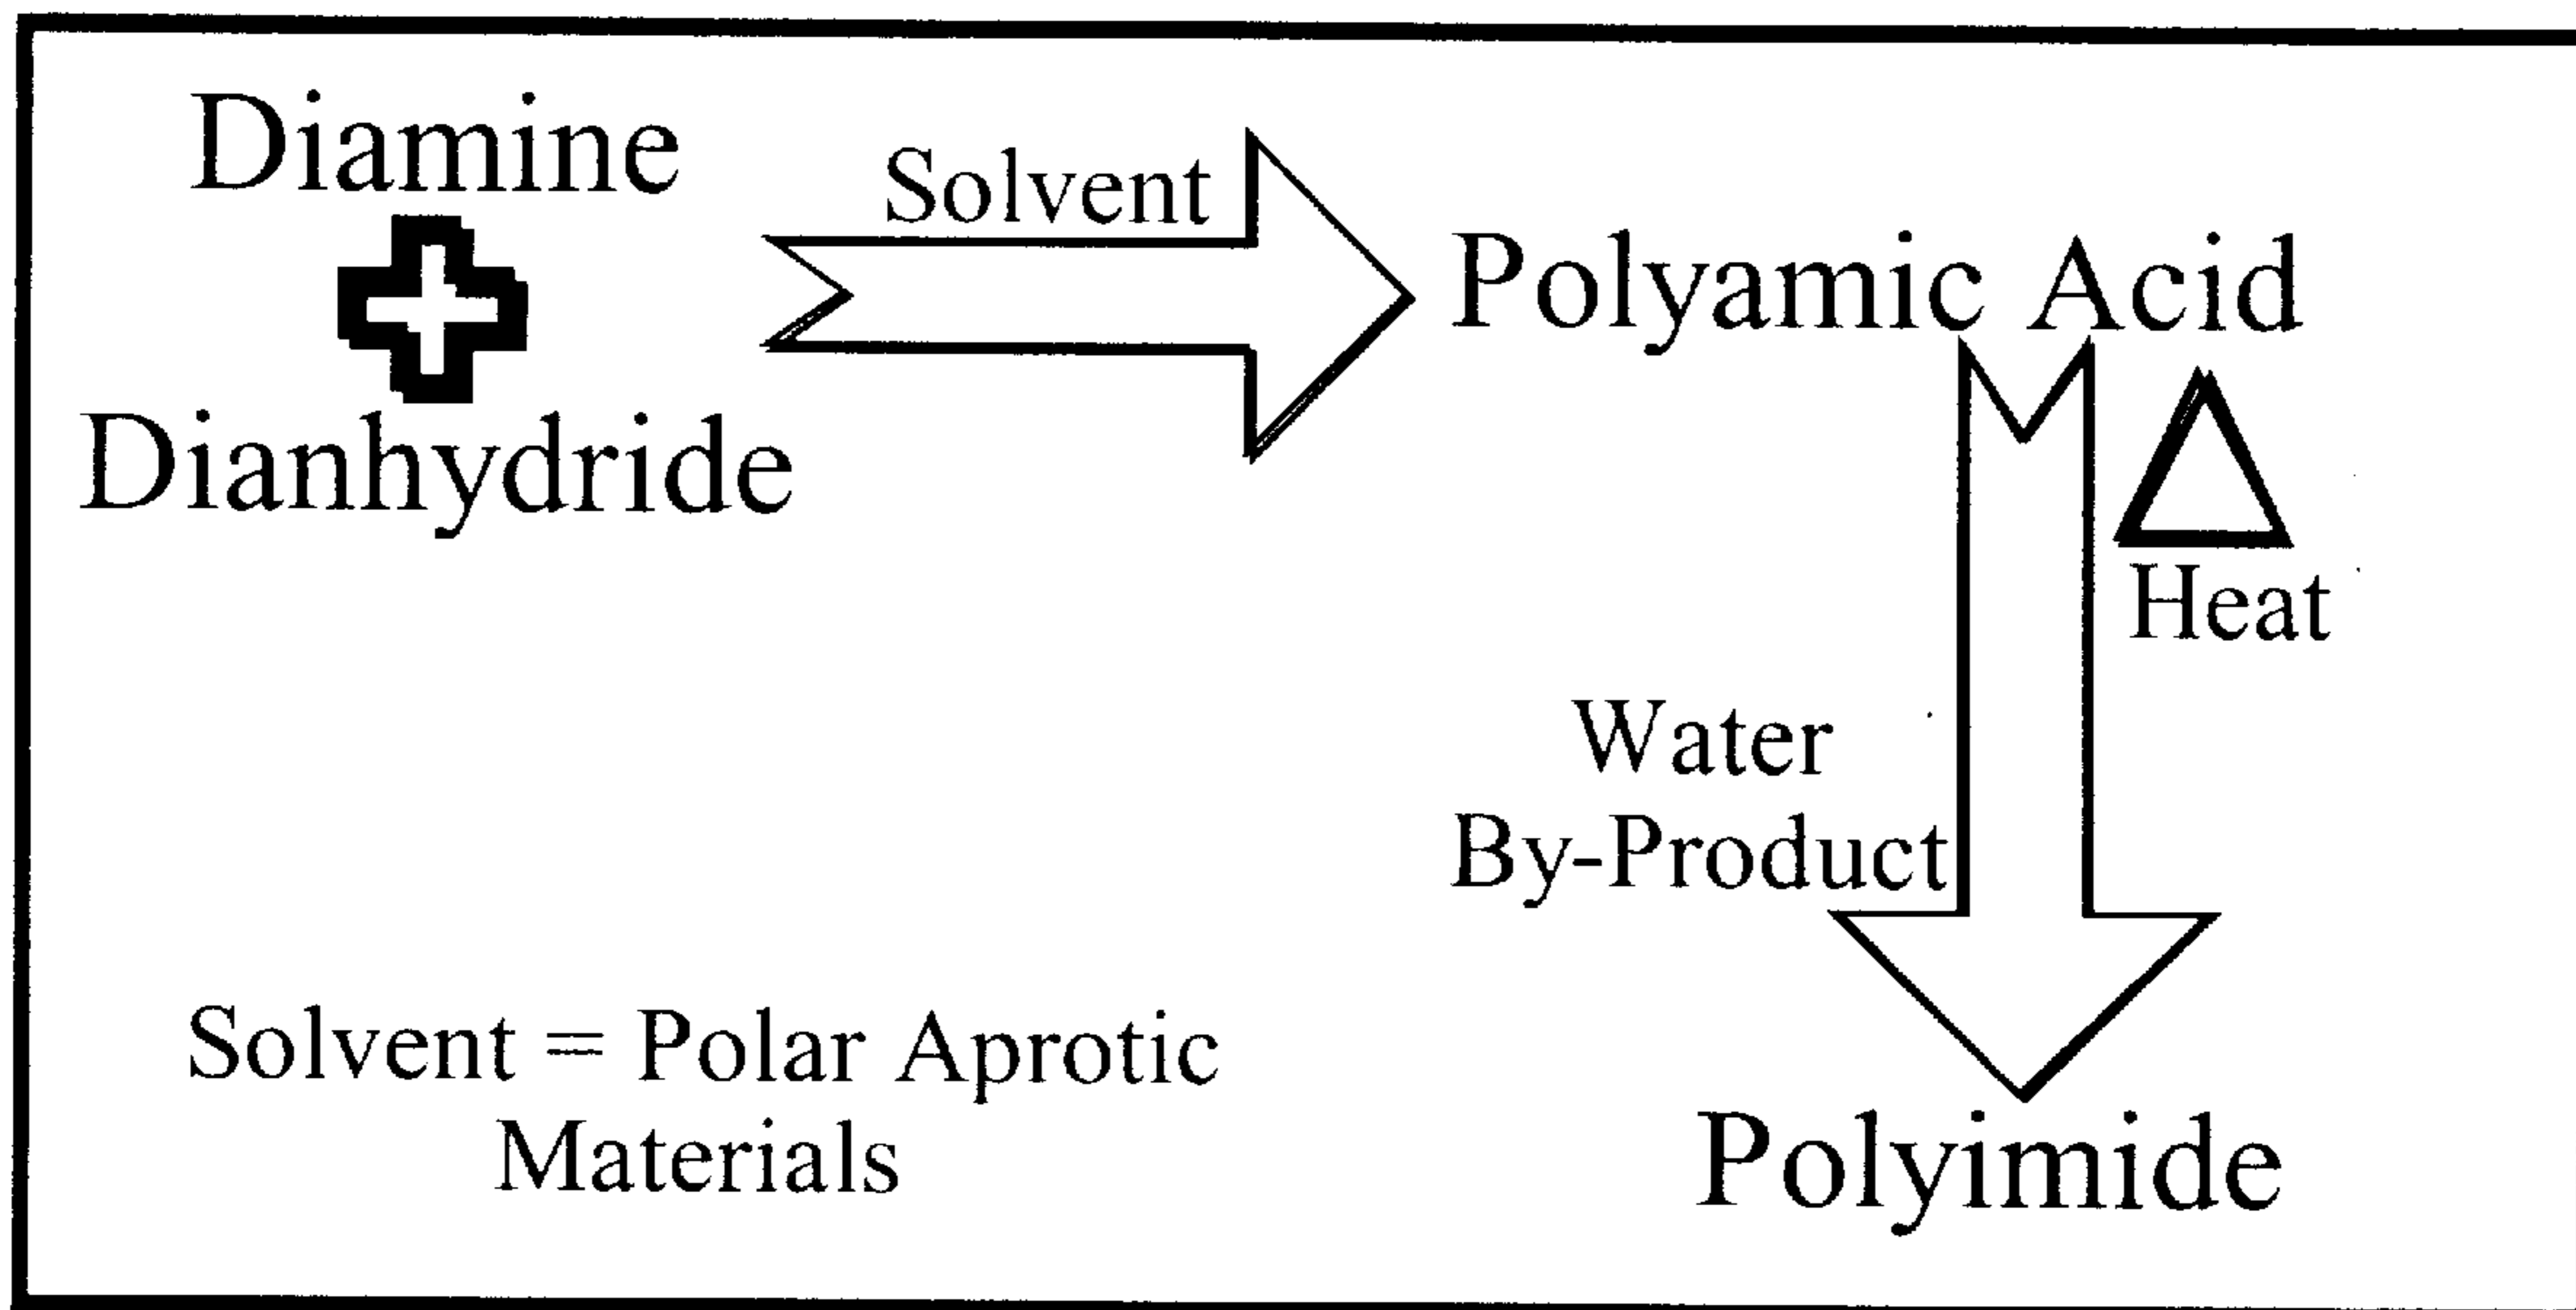 Diamine
Dianhydride
Solvent
Polyamic Acid
Heat
Water
By-Product
Polyimide
Solvent = Polar Aprotic
Materials